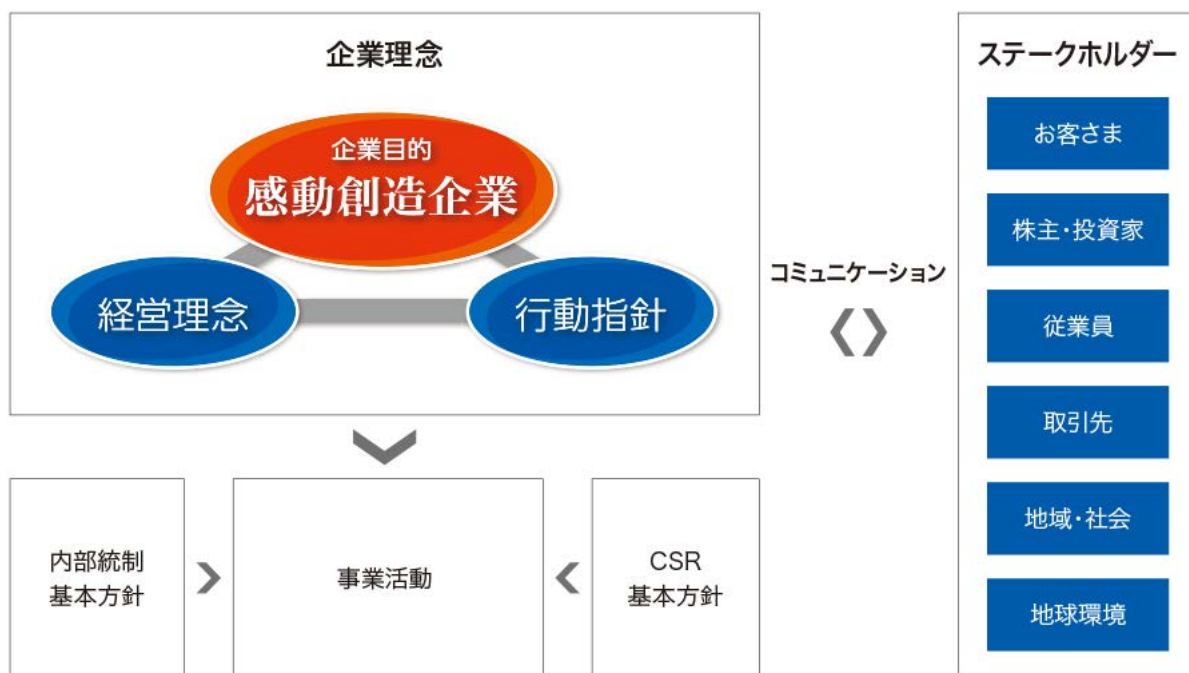 企業理念
企業目的
感動創造企業
経営理念
行動指針
コミュニケーション
ステークホルダー
お客さま
株主・投資家
従業員
取引先
地域・社会
地球環境
内部統制
基本方針
事業活動
CSR
基本方針